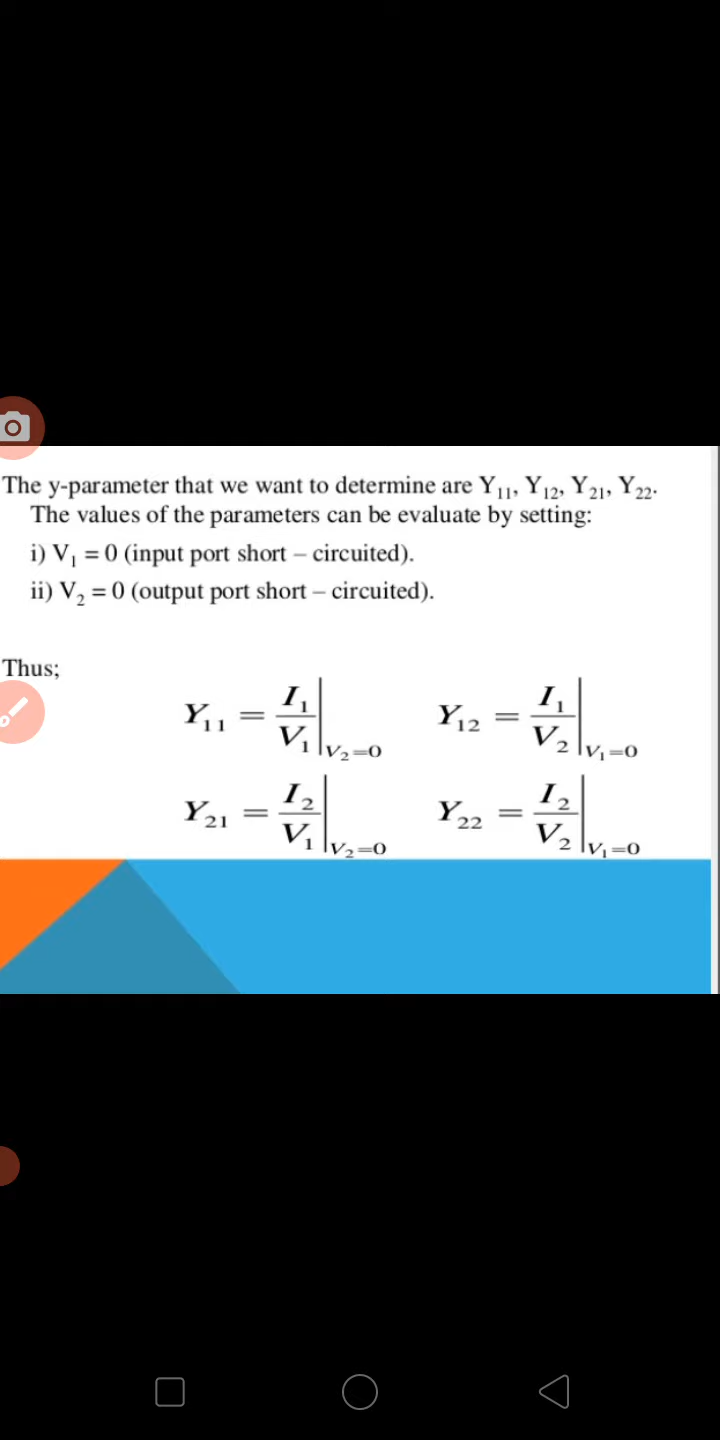 The y-parameter that we want to determine are Y₁₁, Y₁₂, Y₂₁, Y₂₂.
The values of the parameters can be evaluate by setting:
i) V₁ = 0 (input port short – circuited).
ii) V₂ = 0 (output port short – circuited).
Thus;
Y₁₁ = I₁/V₁ |V₂=0    Y₁₂ = I₁/V₂ |V₁=0
Y₂₁ = I₂/V₁ |V₂=0    Y₂₂ = I₂/V₂ |V₁=0